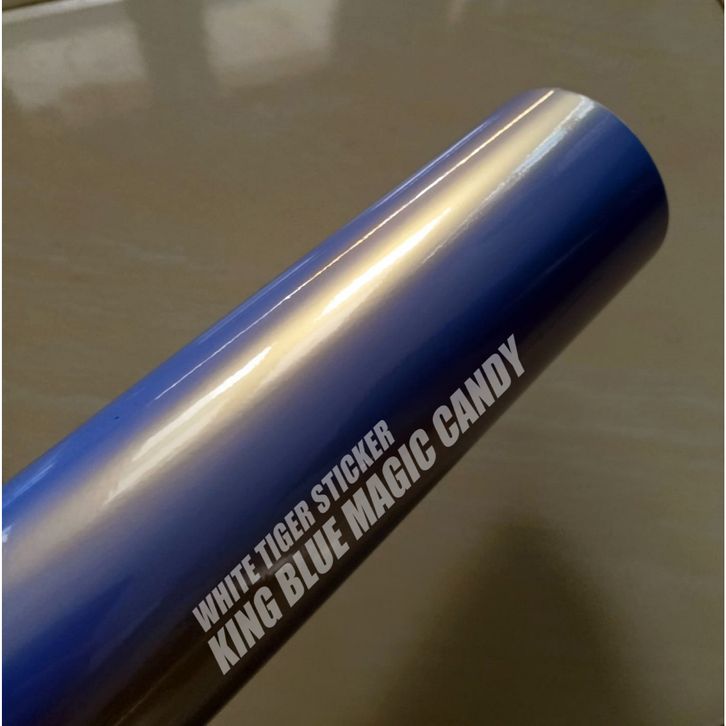 WHITE TIGER STICKER
KING BLUE MAGIC CANDY